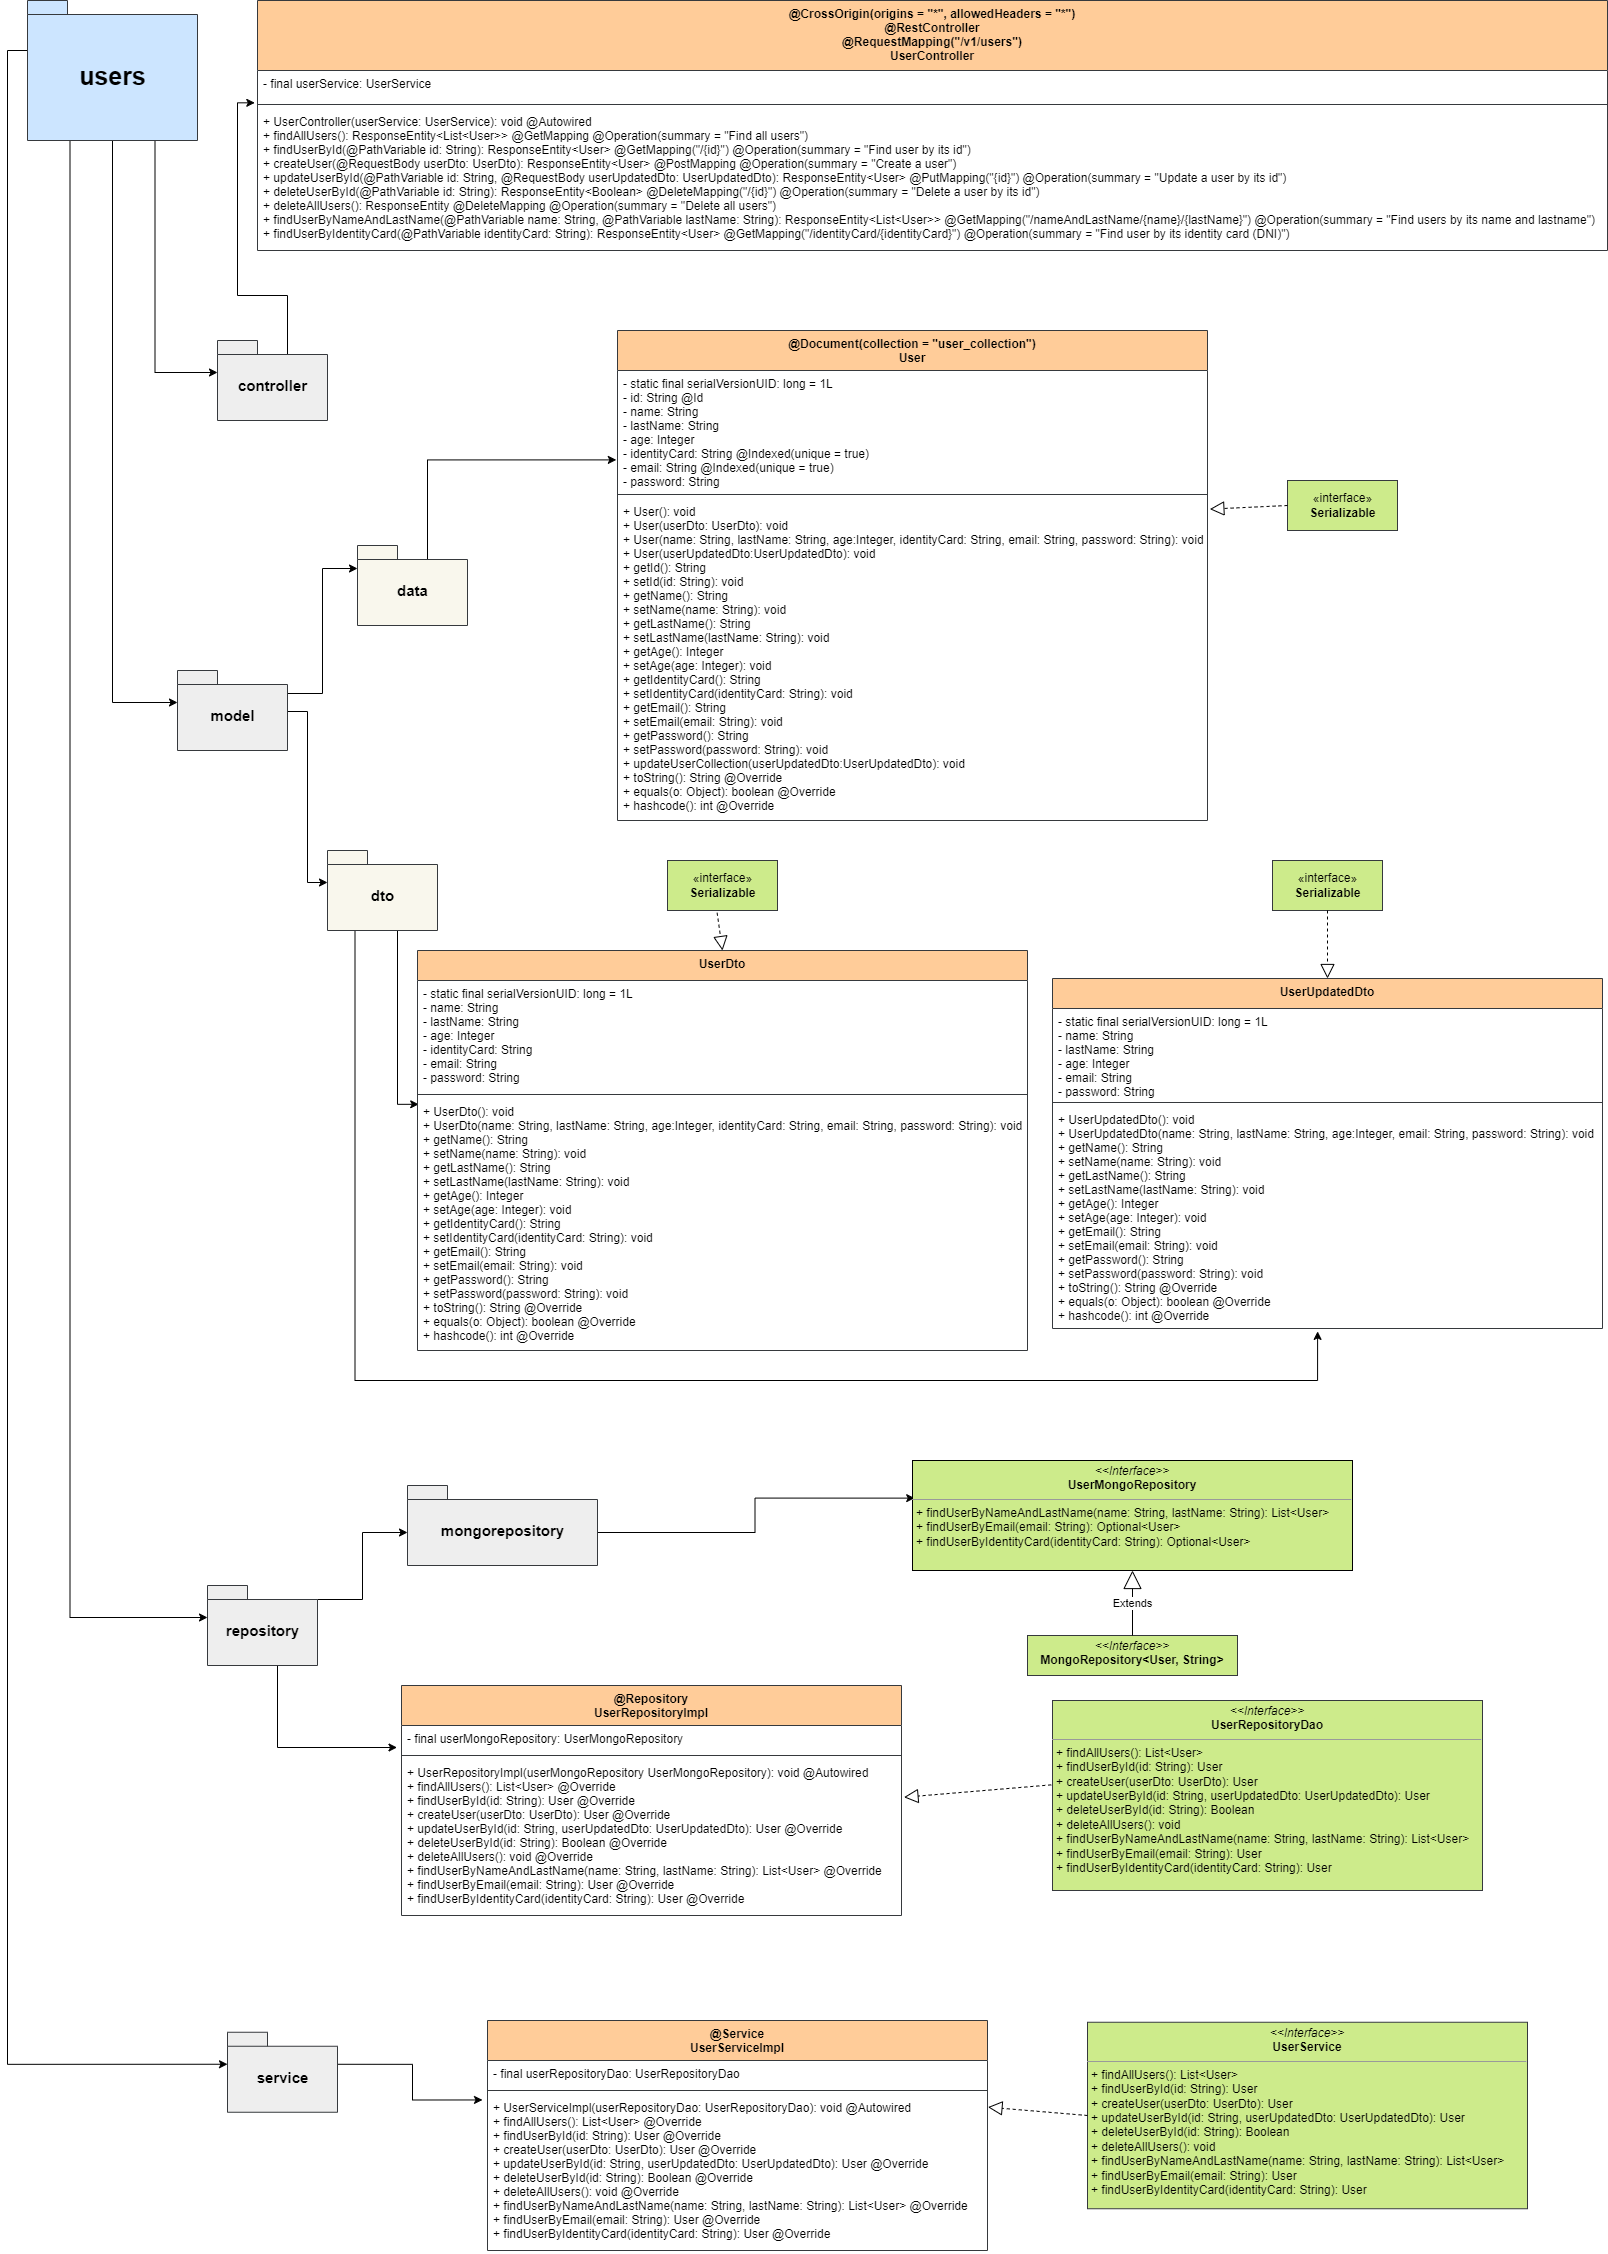 users
@CrossOrigin(origins = "*", allowedHeaders = "*")
@RestController
@RequestMapping("/v1/users")
UserController
- final userService: UserService
+ UserController(userService: UserService): void @Autowired
+ findAllUsers(): ResponseEntity<List<User>> @GetMapping @Operation(summary = "Find all users")
+ findUserById(@PathVariable id: String): ResponseEntity<User> @GetMapping("/{id}") @Operation(summary = "Find user by its id")
+ createUser(@RequestBody userDto: UserDto): ResponseEntity<User> @PostMapping @Operation(summary = "Create a user")
+ updateUserById(@PathVariable id: String, @RequestBody userUpdatedDto: UserUpdatedDto): ResponseEntity<User> @PutMapping("{id}") @Operation(summary = "Update a user by its id")
+ deleteUserById(@PathVariable id: String): ResponseEntity<Boolean> @DeleteMapping("/{id}") @Operation(summary = "Delete a user by its id")
+ deleteAllUsers(): ResponseEntity @DeleteMapping @Operation(summary = "Delete all users")
+ findUserByNameAndLastName(@PathVariable name: String, @PathVariable lastName: String): ResponseEntity<List<User>> @GetMapping("/nameAndLastName/{name}/{lastName}") @Operation(summary = "Find users by its name and lastname")
+ findUserByIdentityCard(@PathVariable identityCard: String): ResponseEntity<User> @GetMapping("/identityCard/{identityCard}") @Operation(summary = "Find user by its identity card (DNI)")
controller
@Document(collection = "user_collection")
User
- static final serialVersionUID: long = 1L
- id: String @Id
- name: String
- lastName: String
- age: Integer
- identityCard: String @Indexed(unique = true)
- email: String @Indexed(unique = true)
- password: String
+ User(): void
+ User(userDto: UserDto): void
+ User(name: String, lastName: String, age:Integer, identityCard: String, email: String, password: String): void
+ User(userUpdatedDto:UserUpdatedDto): void
+ getId(): String
+ setId(id: String): void
+ getName(): String
+ setName(name: String): void
+ getLastName(): String
+ setLastName(lastName: String): void
+ getAge(): Integer
+ setAge(age: Integer): void
+ getIdentityCard(): String
+ setIdentityCard(identityCard: String): void
+ getEmail(): String
+ setEmail(email: String): void
+ getPassword(): String
+ setPassword(password: String): void
+ updateUserCollection(userUpdatedDto:UserUpdatedDto): void
+ toString(): String @Override
+ equals(o: Object): boolean @Override
+ hashcode(): int @Override
«interface»
Serializable
data
model
dto
«interface»
Serializable
UserDto
- static final serialVersionUID: long = 1L
- name: String
- lastName: String
- age: Integer
- identityCard: String
- email: String
- password: String
+ UserDto(): void
+ UserDto(name: String, lastName: String, age:Integer, identityCard: String, email: String, password: String): void
+ getName(): String
+ setName(name: String): void
+ getLastName(): String
+ setLastName(lastName: String): void
+ getAge(): Integer
+ setAge(age: Integer): void
+ getIdentityCard(): String
+ setIdentityCard(identityCard: String): void
+ getEmail(): String
+ setEmail(email: String): void
+ getPassword(): String
+ setPassword(password: String): void
+ toString(): String @Override
+ equals(o: Object): boolean @Override
+ hashcode(): int @Override
«interface»
Serializable
UserUpdatedDto
- static final serialVersionUID: long = 1L
- name: String
- lastName: String
- age: Integer
- email: String
- password: String
+ UserUpdatedDto(): void
+ UserUpdatedDto(name: String, lastName: String, age:Integer, email: String, password: String): void
+ getName(): String
+ setName(name: String): void
+ getLastName(): String
+ setLastName(lastName: String): void
+ getAge(): Integer
+ setAge(age: Integer): void
+ getEmail(): String
+ setEmail(email: String): void
+ getPassword(): String
+ setPassword(password: String): void
+ toString(): String @Override
+ equals(o: Object): boolean @Override
+ hashcode(): int @Override
mongorepository
<<Interface>>
UserMongoRepository
+ findUserByNameAndLastName(name: String, lastName: String): List<User>
+ findUserByEmail(email: String): Optional<User>
+ findUserByIdentityCard(identityCard: String): Optional<User>
Extends
<<Interface>>
MongoRepository<User, String>
repository
@Repository
UserRepositoryImpl
- final userMongoRepository: UserMongoRepository
+ UserRepositoryImpl(userMongoRepository UserMongoRepository): void @Autowired
+ findAllUsers(): List<User> @Override
+ findUserById(id: String): User @Override
+ createUser(userDto: UserDto): User @Override
+ updateUserById(id: String, userUpdatedDto: UserUpdatedDto): User @Override
+ deleteUserById(id: String): Boolean @Override
+ deleteAllUsers(): void @Override
+ findUserByNameAndLastName(name: String, lastName: String): List<User> @Override
+ findUserByEmail(email: String): User @Override
+ findUserByIdentityCard(identityCard: String): User @Override
<<Interface>>
UserRepositoryDao
+ findAllUsers(): List<User>
+ findUserById(id: String): User
+ createUser(userDto: UserDto): User
+ updateUserById(id: String, userUpdatedDto: UserUpdatedDto): User
+ deleteUserById(id: String): Boolean
+ deleteAllUsers(): void
+ findUserByNameAndLastName(name: String, lastName: String): List<User>
+ findUserByEmail(email: String): User
+ findUserByIdentityCard(identityCard: String): User
service
@Service
UserServiceImpl
- final userRepositoryDao: UserRepositoryDao
+ UserServiceImpl(userRepositoryDao: UserRepositoryDao): void @Autowired
+ findAllUsers(): List<User> @Override
+ findUserById(id: String): User @Override
+ createUser(userDto: UserDto): User @Override
+ updateUserById(id: String, userUpdatedDto: UserUpdatedDto): User @Override
+ deleteUserById(id: String): Boolean @Override
+ deleteAllUsers(): void @Override
+ findUserByNameAndLastName(name: String, lastName: String): List<User> @Override
+ findUserByEmail(email: String): User @Override
+ findUserByIdentityCard(identityCard: String): User @Override
<<Interface>>
UserService
+ findAllUsers(): List<User>
+ findUserById(id: String): User
+ createUser(userDto: UserDto): User
+ updateUserById(id: String, userUpdatedDto: UserUpdatedDto): User
+ deleteUserById(id: String): Boolean
+ deleteAllUsers(): void
+ findUserByNameAndLastName(name: String, lastName: String): List<User>
+ findUserByEmail(email: String): User
+ findUserByIdentityCard(identityCard: String): User